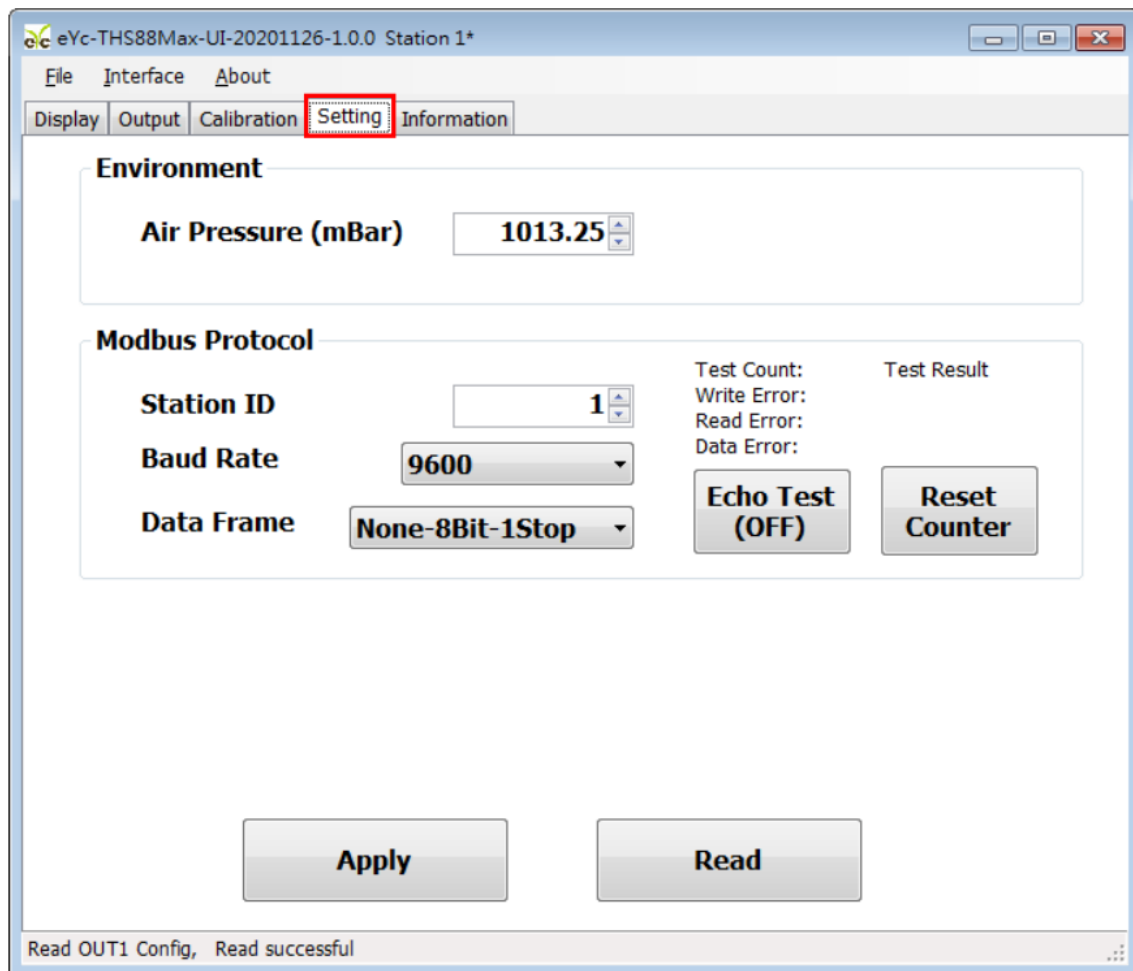 eYc eYc-THS88Max-UI-20201126-1.0.0 Station 1*
File Interface About
Display Output Calibration Setting Information
Environment
Air Pressure (mBar) 1013.25
Modbus Protocol
Station ID 1
Baud Rate 9600
Data Frame None-8Bit-1Stop
Test Count: Test Result
Write Error:
Read Error:
Data Error:
Echo Test
(OFF)
Reset
Counter
Apply Read
Read OUT1 Config, Read successful